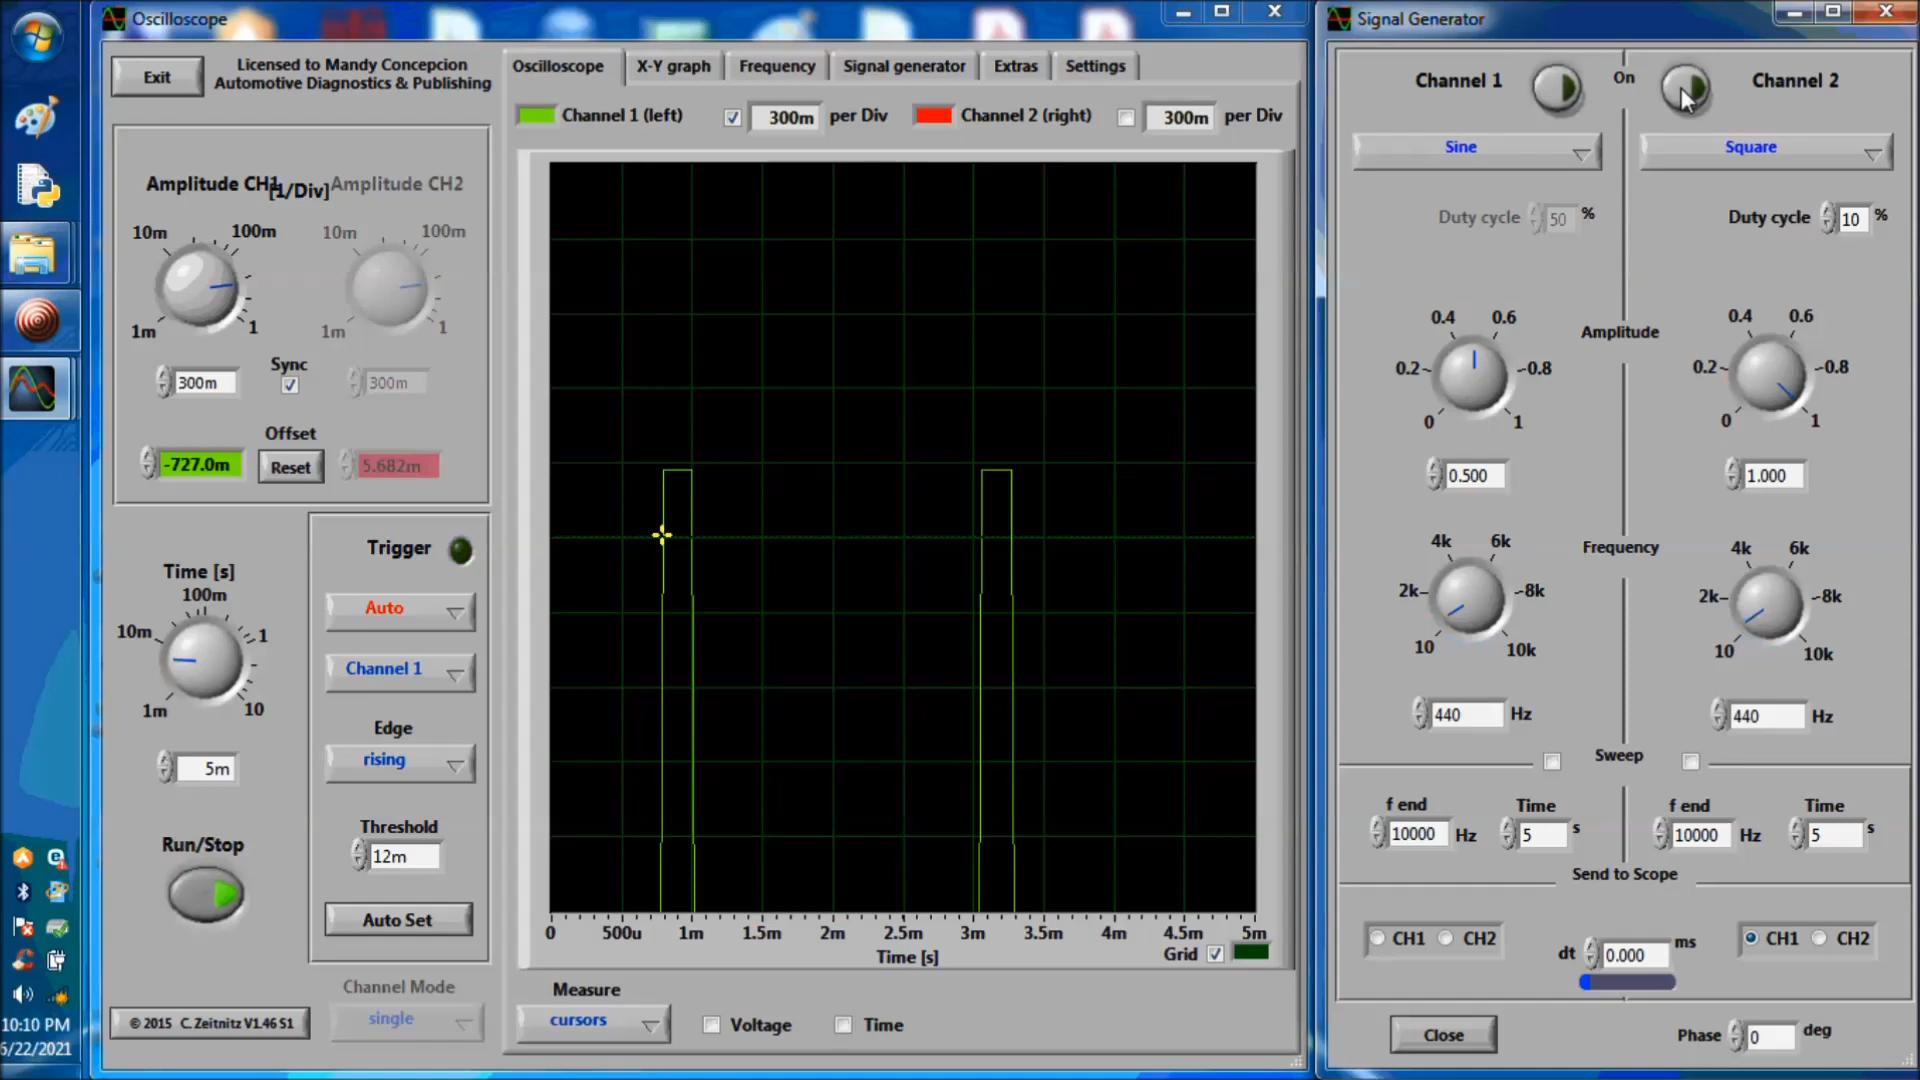 Oscilloscope
Exit
Licensed to Mandy Concepcion
Automotive Diagnostics & Publishing
Amplitude CH1
[1/Div]
Amplitude CH2
10m
100m
1m
1
10m
100m
1m
1
300m
Sync
300m
Offset
-727.0m
Reset
5.682m
Time [s]
100m
10m
1
1m
10
5m
Run/Stop
Trigger
Auto
Channel 1
Edge
rising
Threshold
12m
Auto Set
Channel Mode
single
© 2015 C.Zeitnitz V1.46 S1
Oscilloscope
X-Y graph
Frequency
Signal generator
Extras
Settings
Channel 1 (left)
300m
per Div
Channel 2 (right)
300m
per Div
0
500u
1m
1.5m
2m
2.5m
3m
3.5m
4m
4.5m
5m
Time [s]
Grid
Measure
cursors
Voltage
Time
Signal Generator
Channel 1
On
Channel 2
Sine
Square
Duty cycle
50
%
Duty cycle
10
%
0.4
0.6
Amplitude
0.4
0.6
0.2
-0.8
0.2
-0.8
0
1
0
1
0.500
1.000
4k
6k
Frequency
4k
6k
2k
-8k
2k
-8k
10
10k
10
10k
440
Hz
440
Hz
Sweep
f end
Time
f end
Time
10000
Hz
5
s
10000
Hz
5
s
Send to Scope
CH1
CH2
dt
0.000
ms
CH1
CH2
Close
Phase
0
deg
10:10 PM
6/22/2021